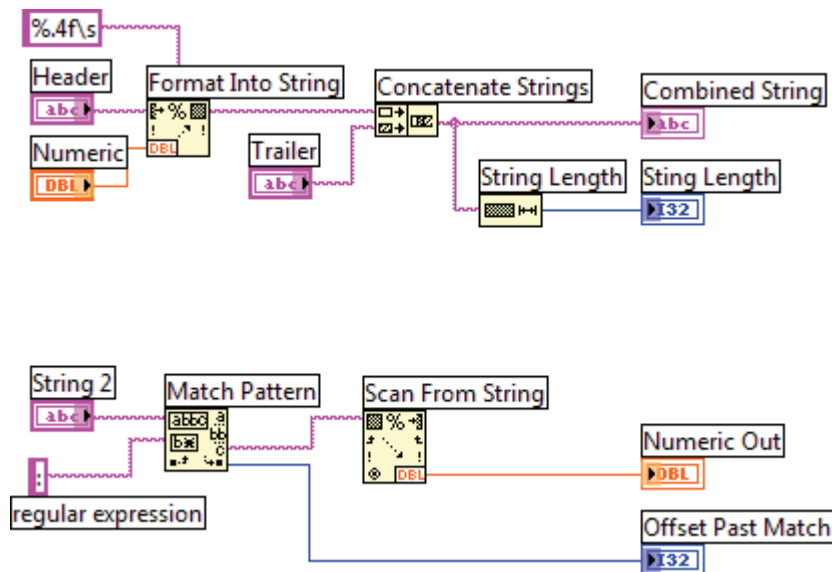 %.4f\s
Header
Format Into String
Concatenate Strings
Combined String
abc
%
abc
Numeric
DBL
Trailer
DBL
abc
String Length
Sting Length
I32
String 2
Match Pattern
Scan From String
abc
abbc
a
%
b*
bb
c
Numeric Out
:
DBL
DBL
regular expression
Offset Past Match
I32